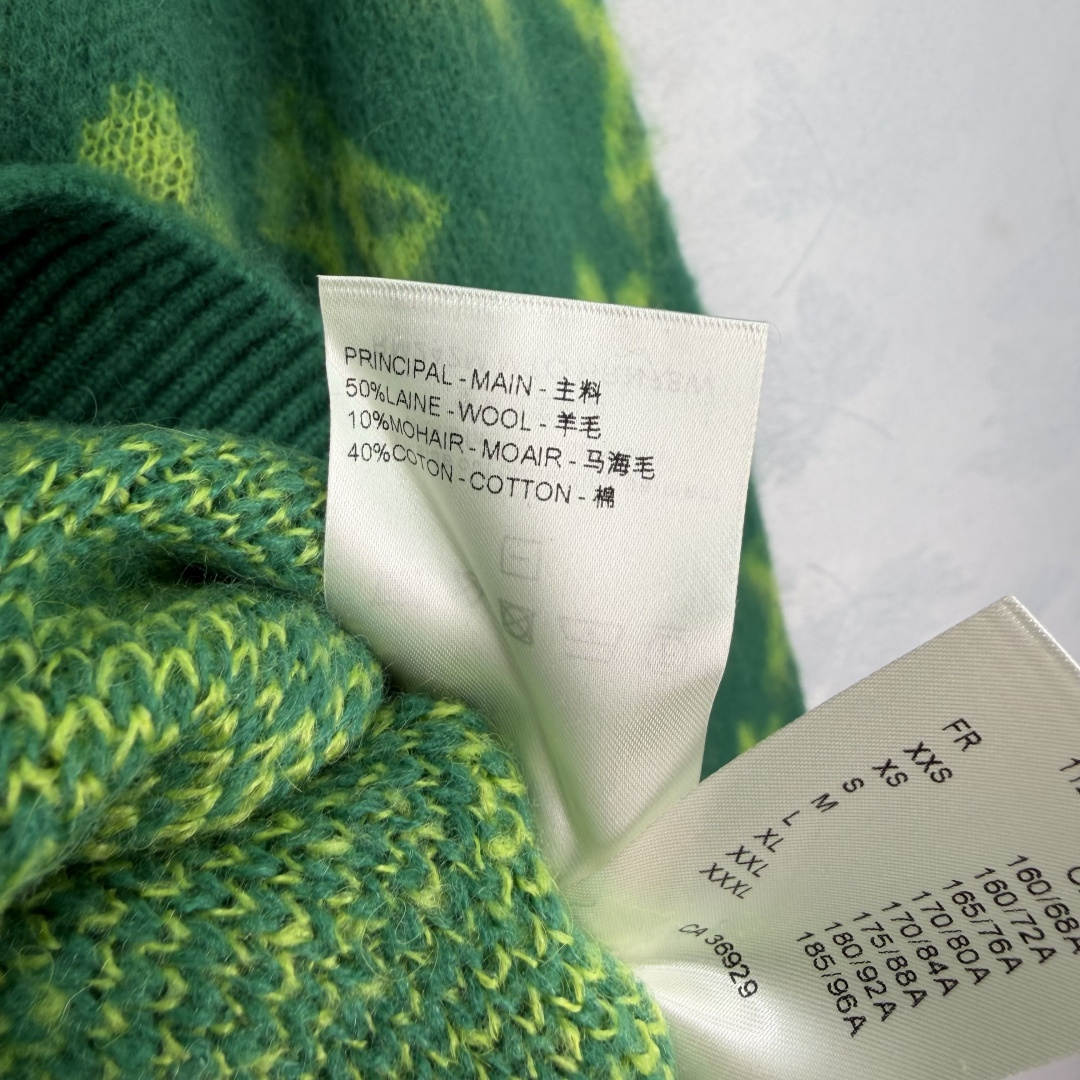 PRINCIPAL - MAIN - 主料
50%LAINE - WOOL - 羊毛
10%MOHAIR - MOAIR - 马海毛
40%COTON - COTTON - 棉
FR
XXS
XS
S
M
L
XL
XXL
XXXL
160/68A
160/72A
165/76A
170/80A
170/84A
175/88A
180/92A
185/96A
CA 36929